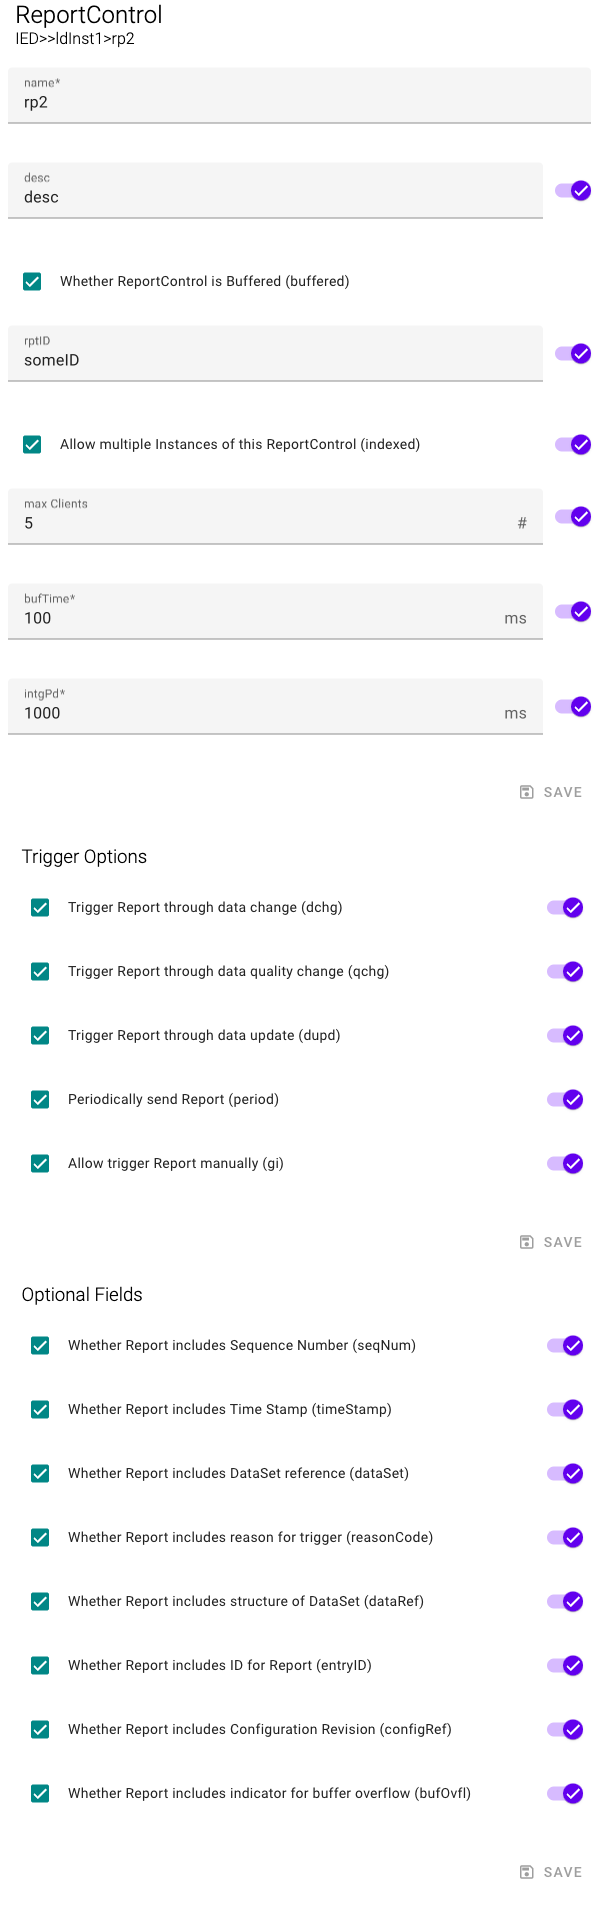 ReportControl
IED>>ldInst1>rp2
name*
rp2
desc
desc
Whether ReportControl is Buffered (buffered)
rptID
someID
Allow multiple Instances of this ReportControl (indexed)
max Clients
5 #
bufTime*
100 ms
intgPd*
1000 ms
SAVE
Trigger Options
Trigger Report through data change (dchg)
Trigger Report through data quality change (qchg)
Trigger Report through data update (dupd)
Periodically send Report (period)
Allow trigger Report manually (gi)
SAVE
Optional Fields
Whether Report includes Sequence Number (seqNum)
Whether Report includes Time Stamp (timeStamp)
Whether Report includes DataSet reference (dataSet)
Whether Report includes reason for trigger (reasonCode)
Whether Report includes structure of DataSet (dataRef)
Whether Report includes ID for Report (entryID)
Whether Report includes Configuration Revision (configRef)
Whether Report includes indicator for buffer overflow (bufOvfl)
SAVE